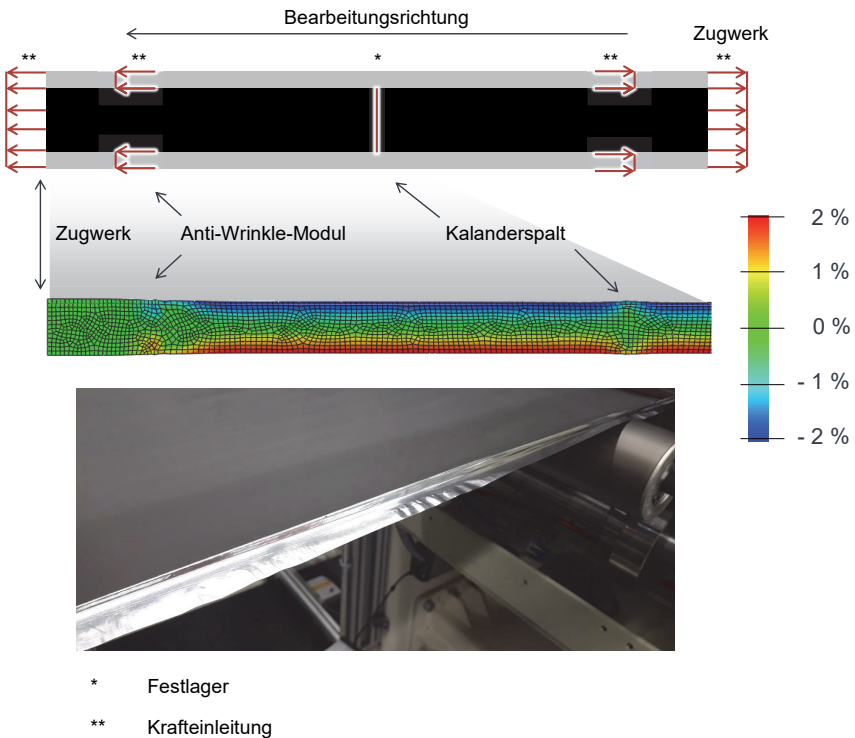 Bearbeitungsrichtung
Zugwerk
** ** * ** **
Zugwerk Anti-Wrinkle-Modul Kalanderspalt
2 %
1 %
0 %
- 1 %
- 2 %
* Festlager
** Krafteinleitung